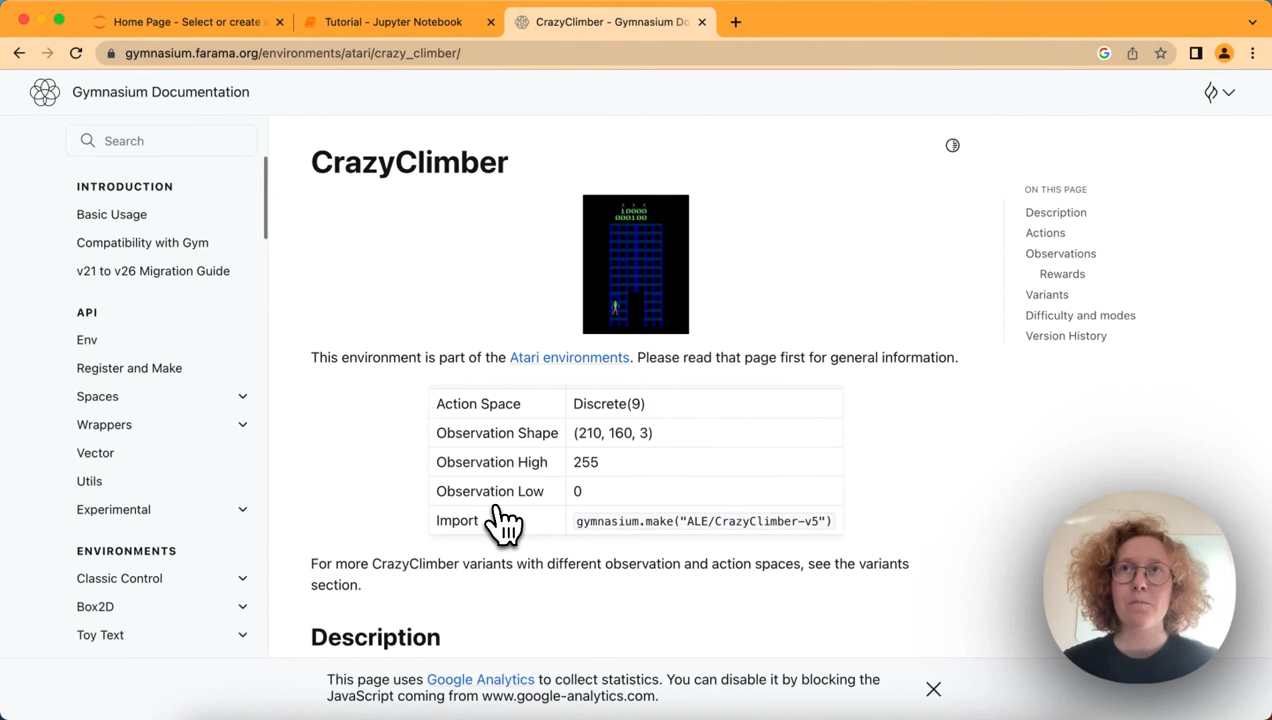 Home Page - Select or create a
Tutorial - Jupyter Notebook
CrazyClimber - Gymnasium Do
gymnasium.farama.org/environments/atari/crazy_climber/
Gymnasium Documentation
Search
INTRODUCTION
Basic Usage
Compatibility with Gym
v21 to v26 Migration Guide
API
Env
Register and Make
Spaces
Wrappers
Vector
Utils
Experimental
ENVIRONMENTS
Classic Control
Box2D
Toy Text
CrazyClimber
10000
000100
This environment is part of the Atari environments. Please read that page first for general information.
Action Space Discrete(9)
Observation Shape (210, 160, 3)
Observation High 255
Observation Low 0
Import gymnasium.make("ALE/CrazyClimber-v5")
For more CrazyClimber variants with different observation and action spaces, see the variants
section.
Description
ON THIS PAGE
Description
Actions
Observations
Rewards
Variants
Difficulty and modes
Version History
This page uses Google Analytics to collect statistics. You can disable it by blocking the
JavaScript coming from www.google-analytics.com.